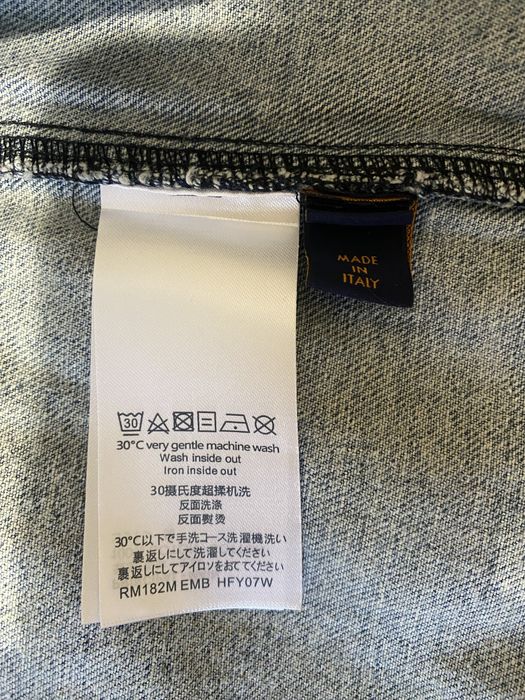 MADE
IN
ITALY
30
30°C very gentle machine wash
Wash inside out
Iron inside out
30摄氏度超揉机洗
反面洗涤
反面熨烫
30℃以下で手洗コース洗濯機洗い
裏返しにして洗濯してください
裏返しにしてアイロンをおててください
RM182M EMB HFY07W